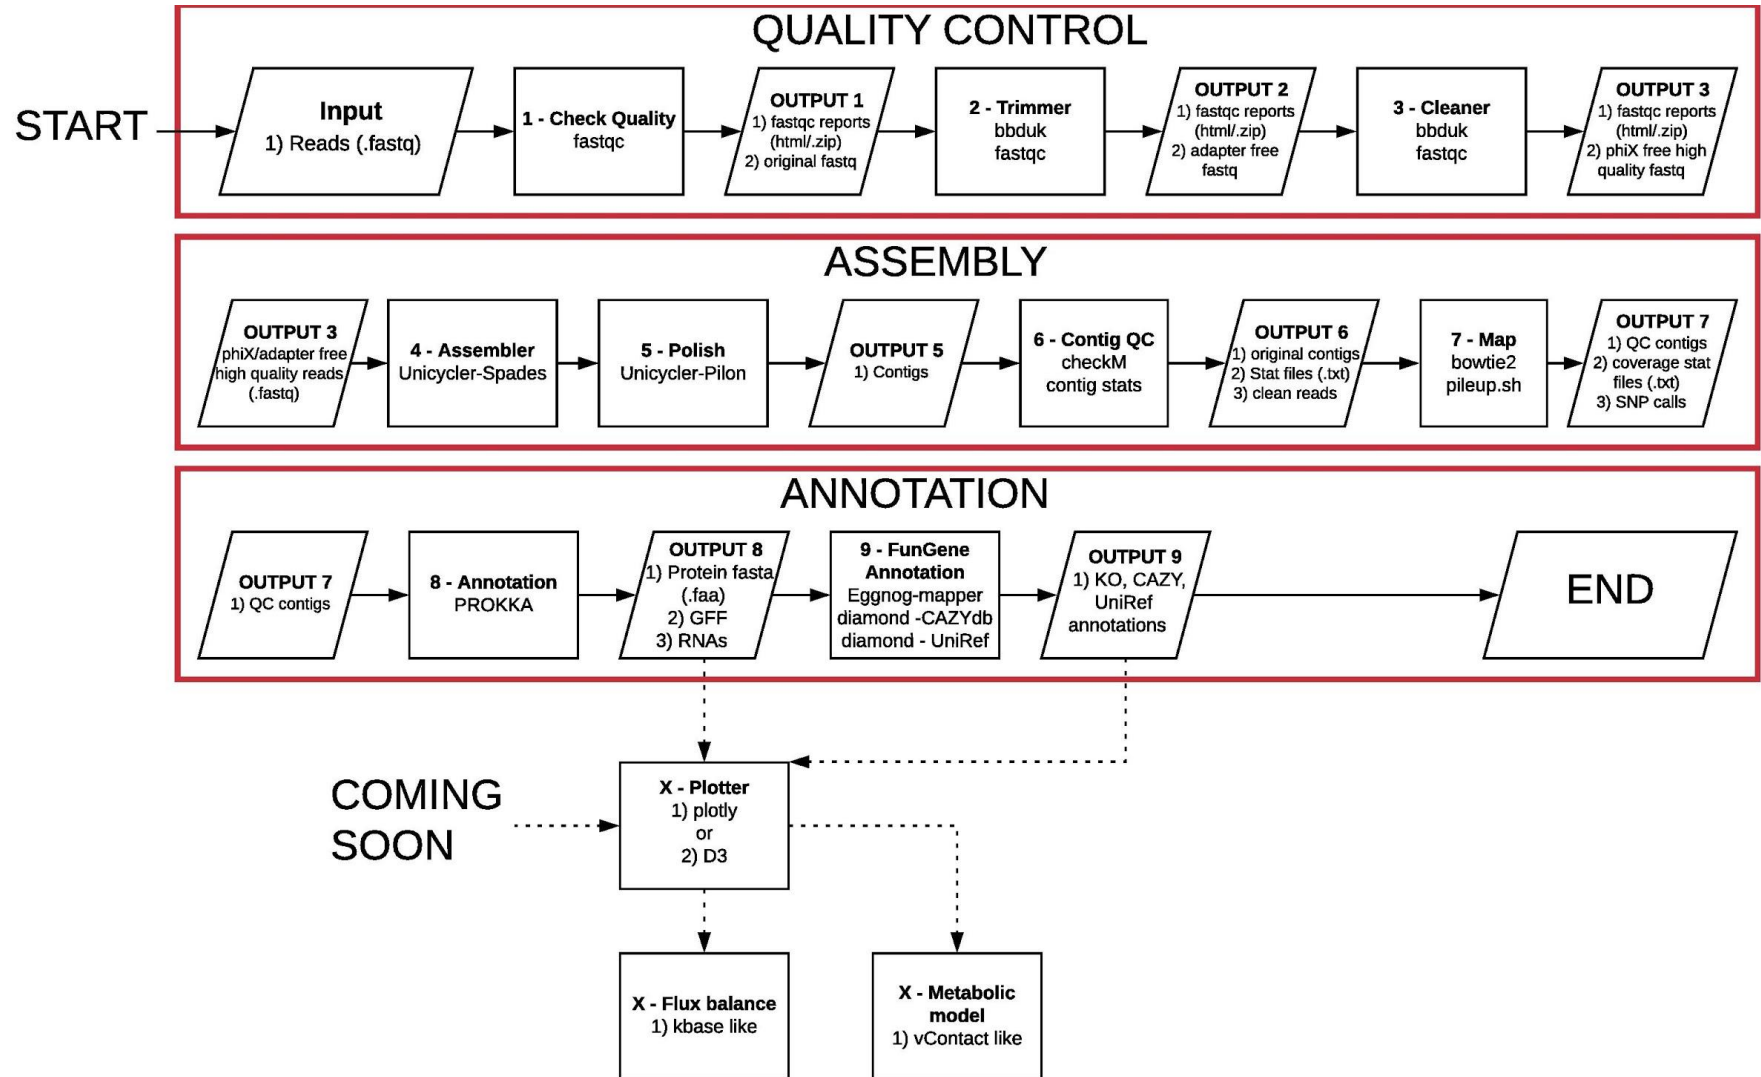 QUALITY CONTROL
START
Input
1) Reads (.fastq)
1 - Check Quality
fastqc
OUTPUT 1
1) fastqc reports
(html/.zip)
2) original fastq
2 - Trimmer
bbduk
fastqc
OUTPUT 2
1) fastqc reports
(html/.zip)
2) adapter free
fastq
3 - Cleaner
bbduk
fastqc
OUTPUT 3
1) fastqc reports
(html/.zip)
2) phiX free high
quality fastq
ASSEMBLY
OUTPUT 3
phiX/adapter free
high quality reads
(.fastq)
4 - Assembler
Unicycler-Spades
5 - Polish
Unicycler-Pilon
OUTPUT 5
1) Contigs
6 - Contig QC
checkM
contig stats
OUTPUT 6
1) original contigs
2) Stat files (.txt)
3) clean reads
7 - Map
bowtie2
pileup.sh
OUTPUT 7
1) QC contigs
2) coverage stat
files (.txt)
3) SNP calls
ANNOTATION
OUTPUT 7
1) QC contigs
8 - Annotation
PROKKA
OUTPUT 8
1) Protein fasta
(.faa)
2) GFF
3) RNAs
9 - FunGene
Annotation
Eggnog-mapper
diamond -CAZYdb
diamond - UniRef
OUTPUT 9
1) KO, CAZY,
UniRef
annotations
END
COMING
SOON
X - Plotter
1) plotly
or
2) D3
X - Flux balance
1) kbase like
X - Metabolic
model
1) vContact like